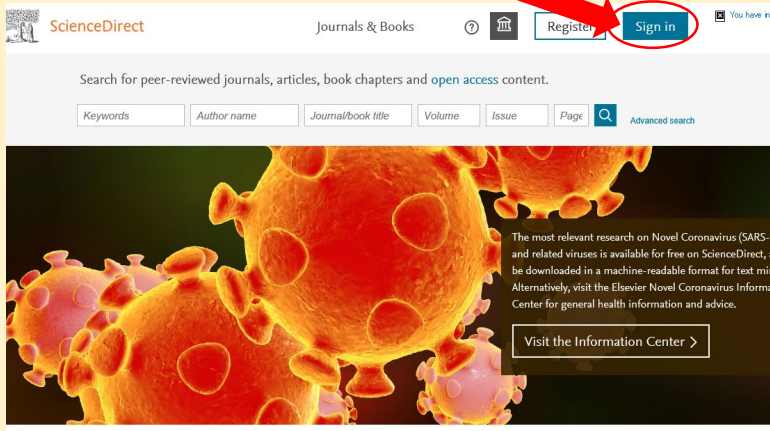 ScienceDirect
Journals & Books
?
Register
Sign in
You have in
Search for peer-reviewed journals, articles, book chapters and open access content.
Keywords
Author name
Journal/book title
Volume
Issue
Page
Advanced search
The most relevant research on Novel Coronavirus (SARS-
and related viruses is available for free on ScienceDirect,
be downloaded in a machine-readable format for text mi
Alternatively, visit the Elsevier Novel Coronavirus Informa
Center for general health information and advice.
Visit the Information Center >